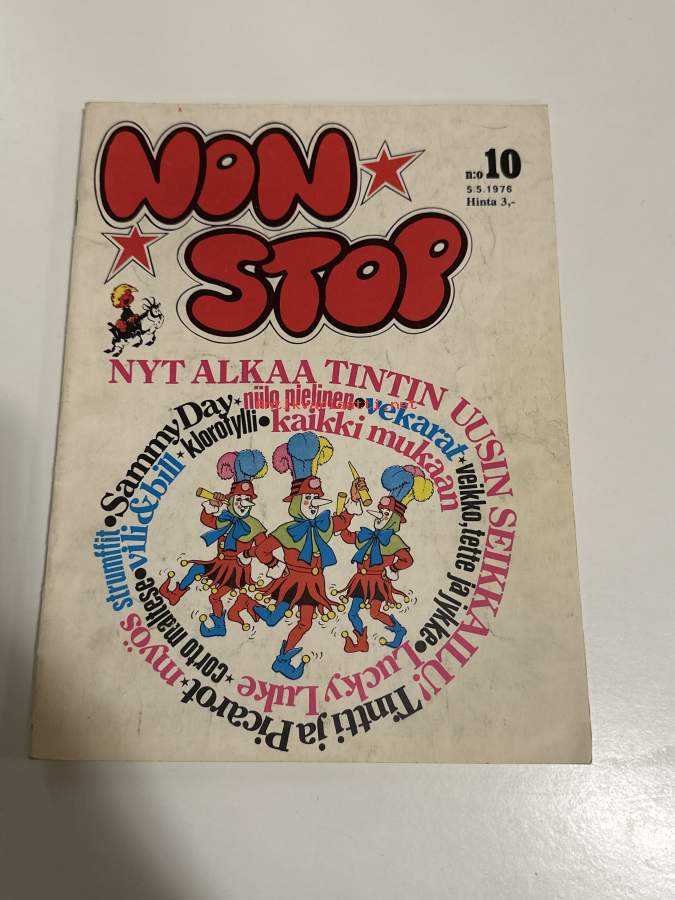 NON
STOP
n:o 10
5.5.1976
Hinta 3,-
NYT ALKAA TINTIN UUSIN SEIKKAILU! Tintti ja Picarot
myös Lucky Luke
kaikki mukaan
strumffit • Sammy Day • niilo pielinen • vekarat • veikko, tette ja jykke •
corto maltese • vili & bill • klorofylli •